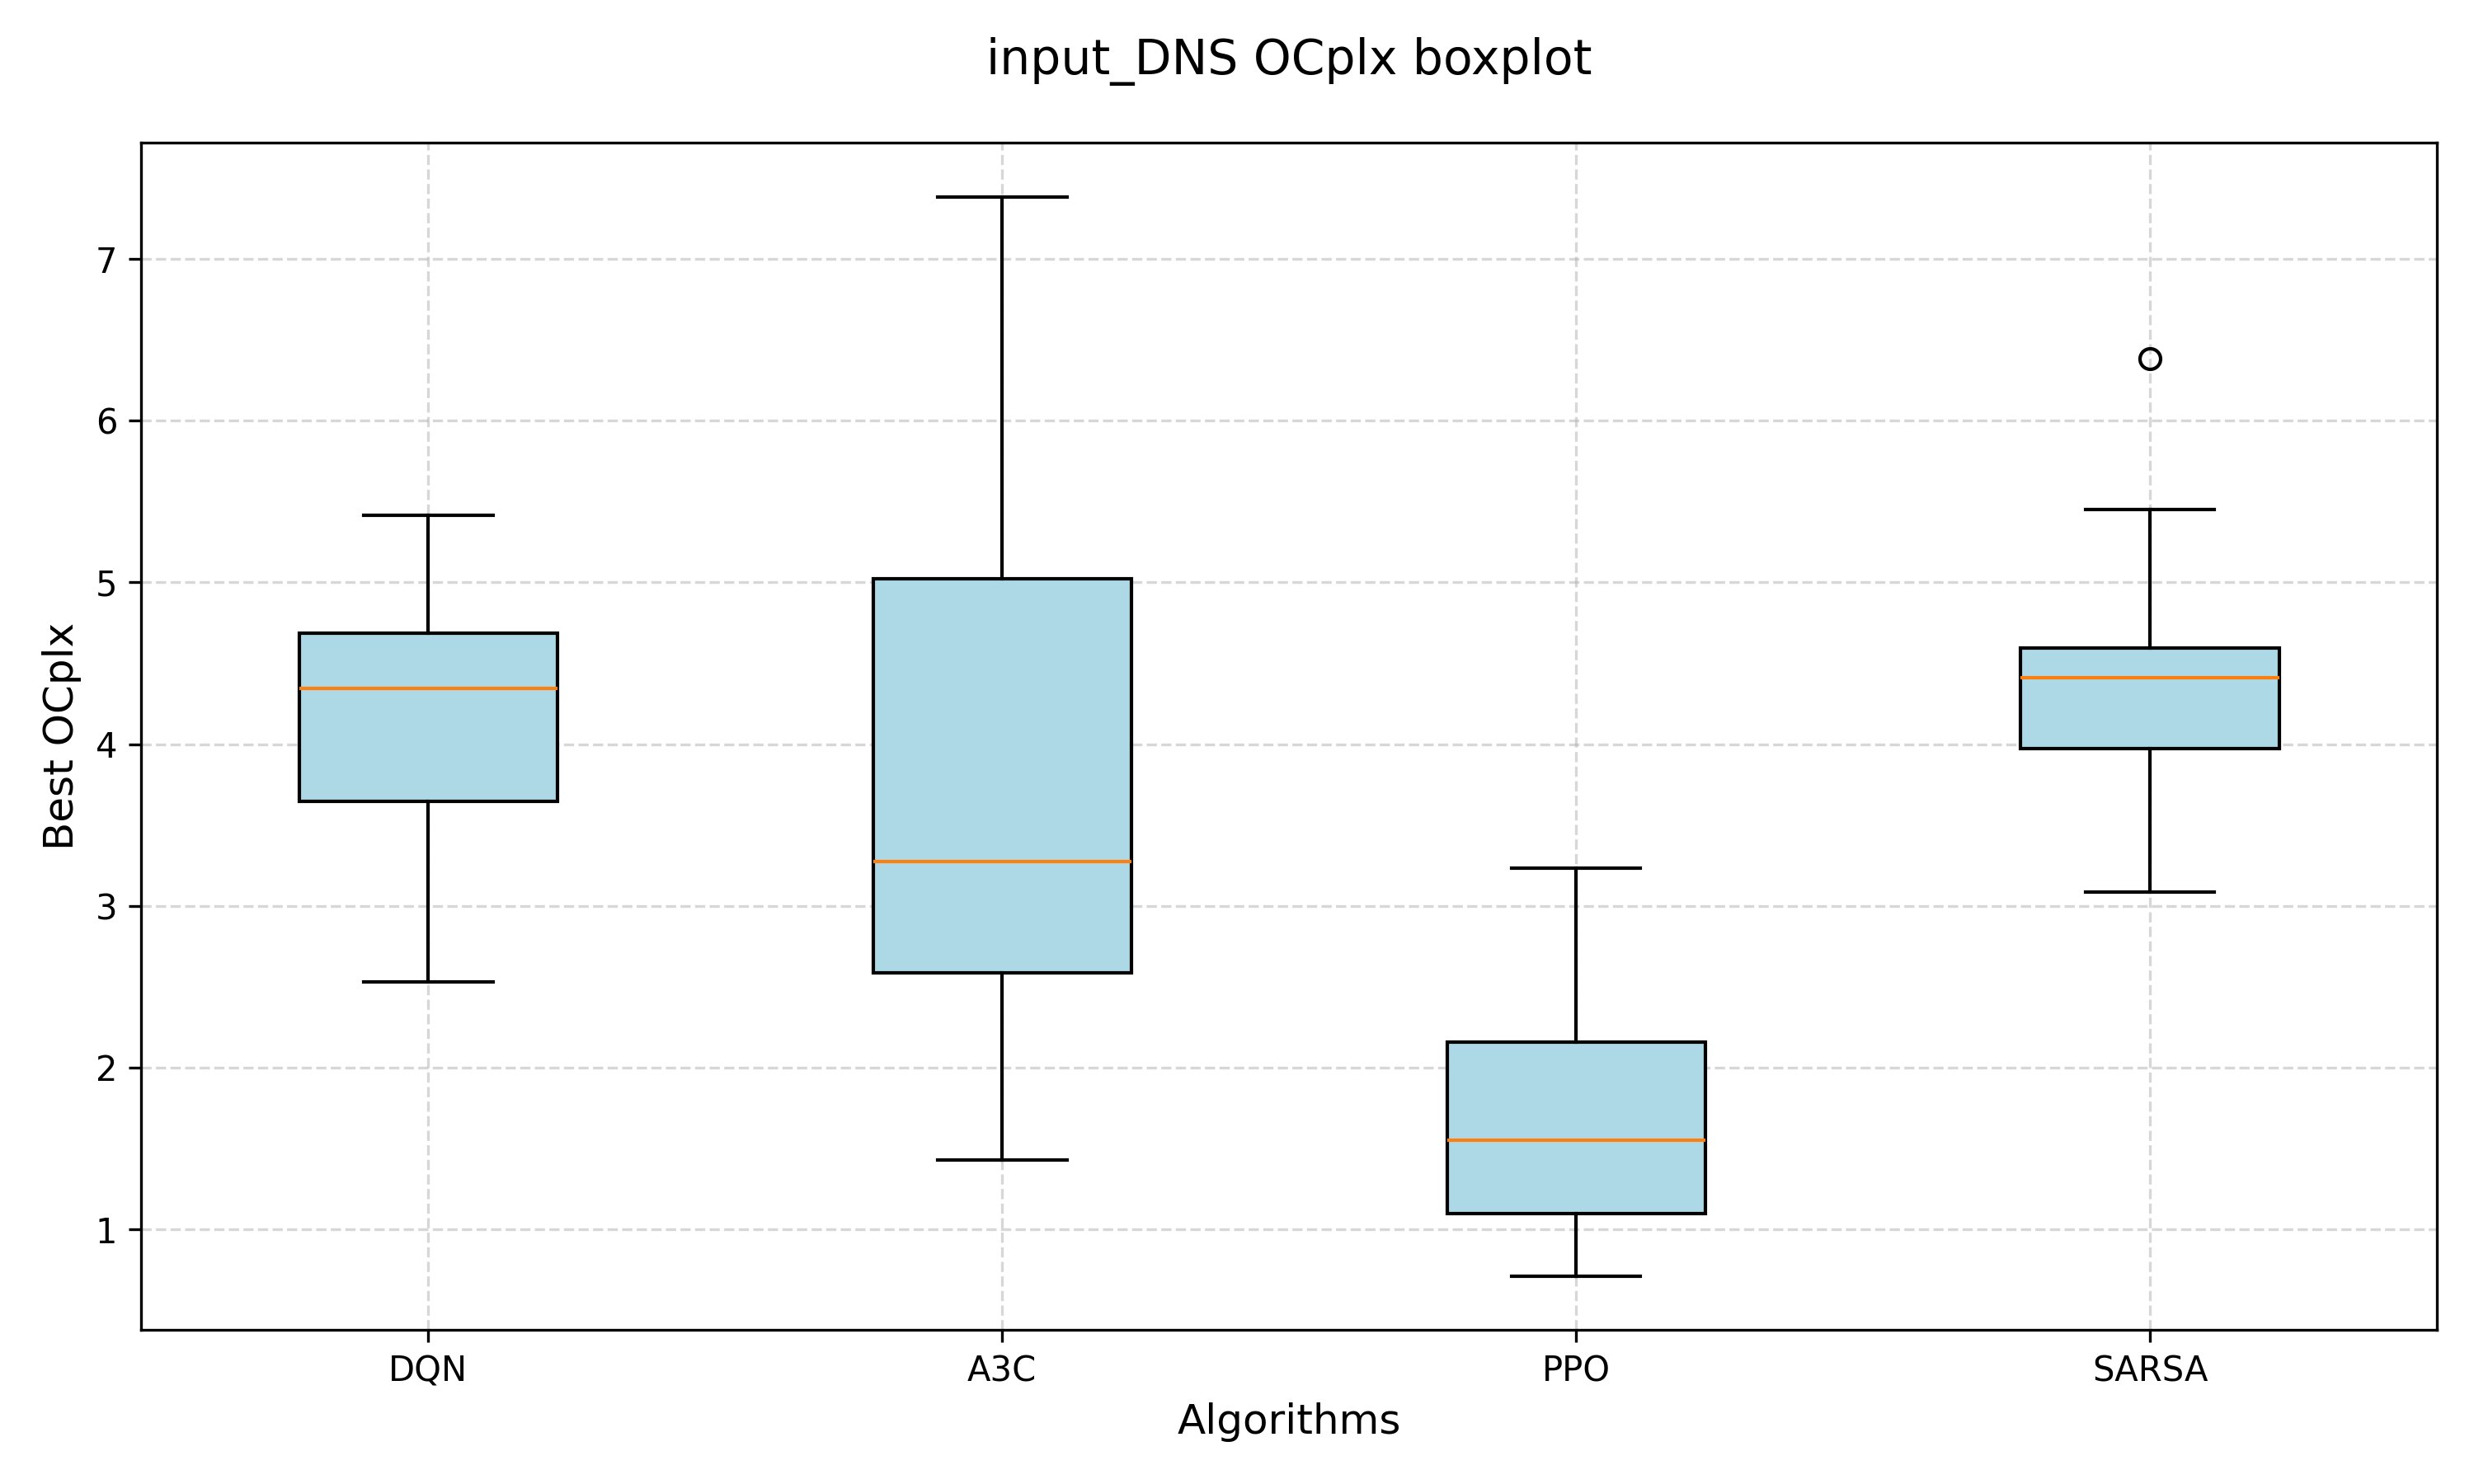 input_DNS OCplx boxplot
Best OCplx
7
6
5
4
3
2
1
DQN
A3C
PPO
SARSA
Algorithms